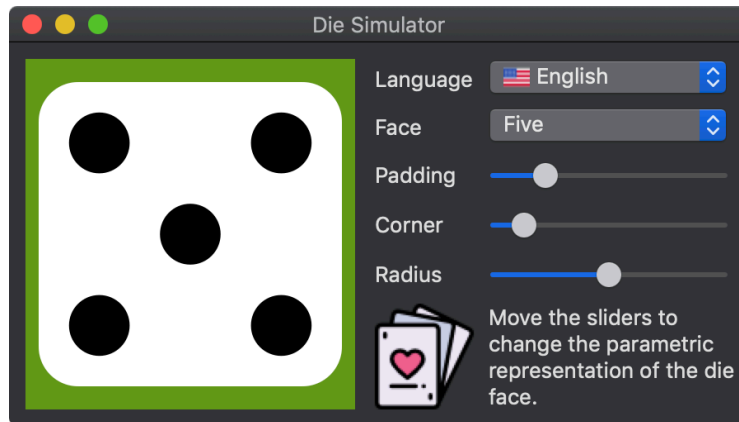 Die Simulator
Language
English
Face
Five
Padding
Corner
Radius
Move the sliders to
change the parametric
representation of the die
face.